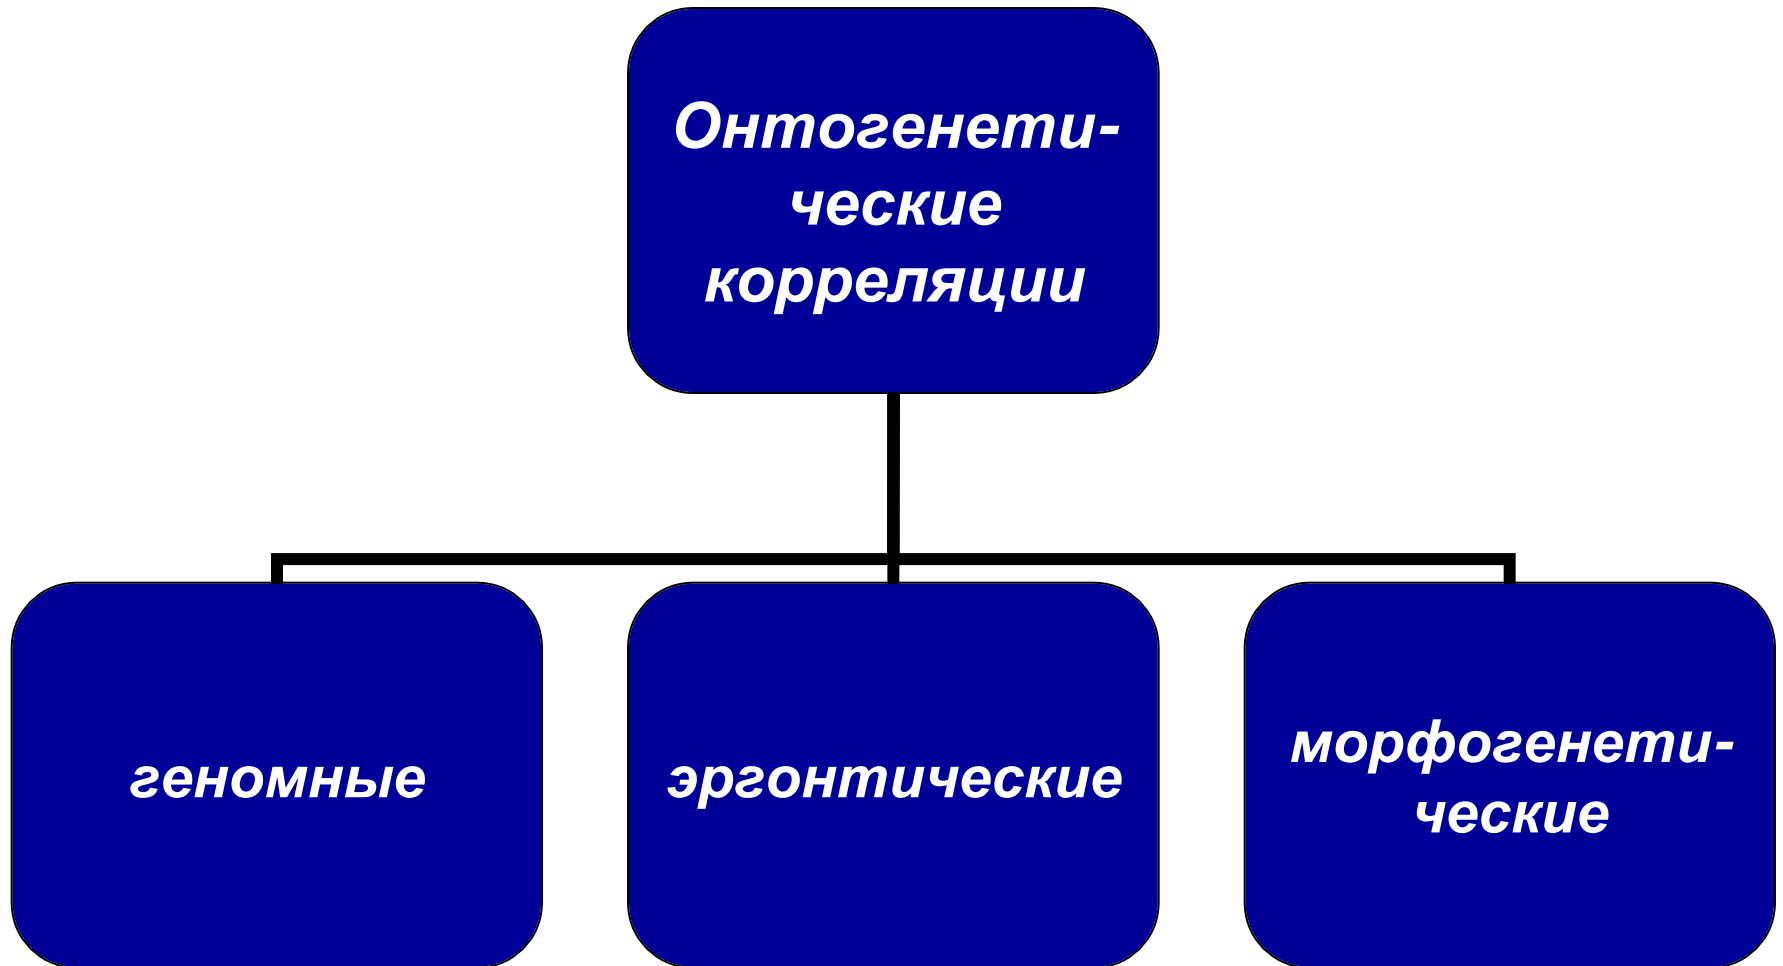 Онтогенети-
ческие
корреляции
геномные
эргонтические
морфогенети-
ческие